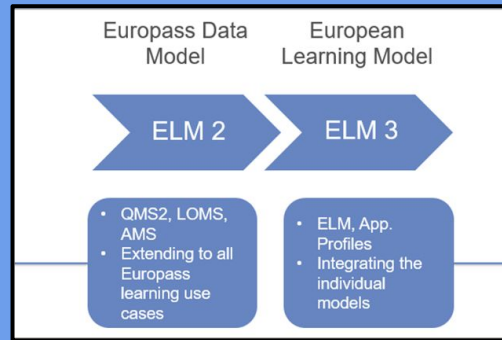 Europass Data
Model
European
Learning Model
ELM 2
ELM 3
• QMS2, LOMS,
AMS
• Extending to all
Europass
learning use
cases
• ELM, App.
Profiles
• Integrating the
individual
models